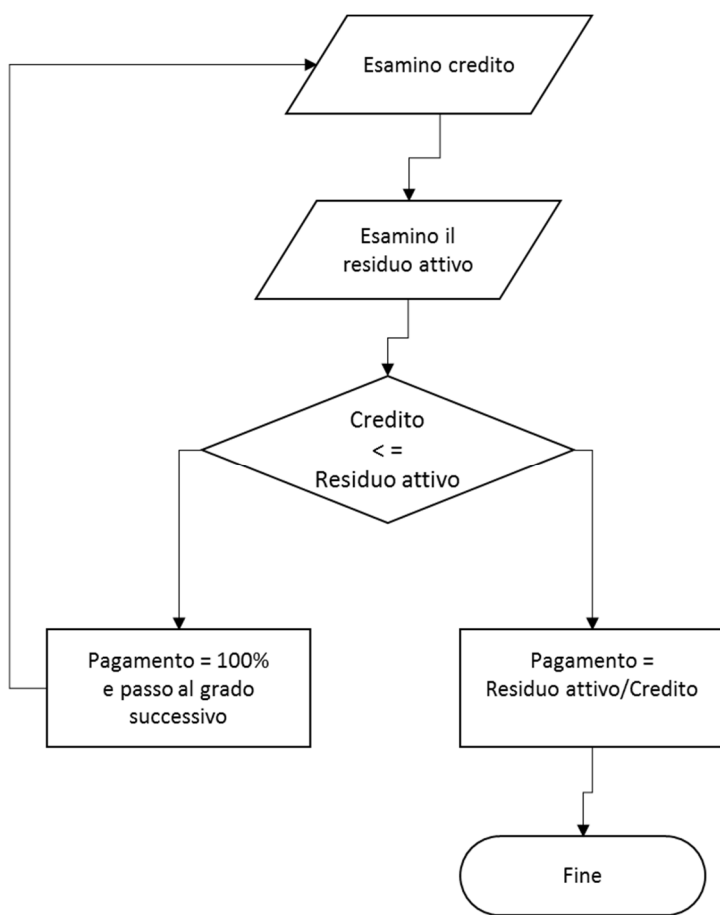 Esamino credito
Esamino il
residuo attivo
Credito
< =
Residuo attivo
Pagamento = 100%
e passo al grado
successivo
Pagamento =
Residuo attivo/Credito
Fine